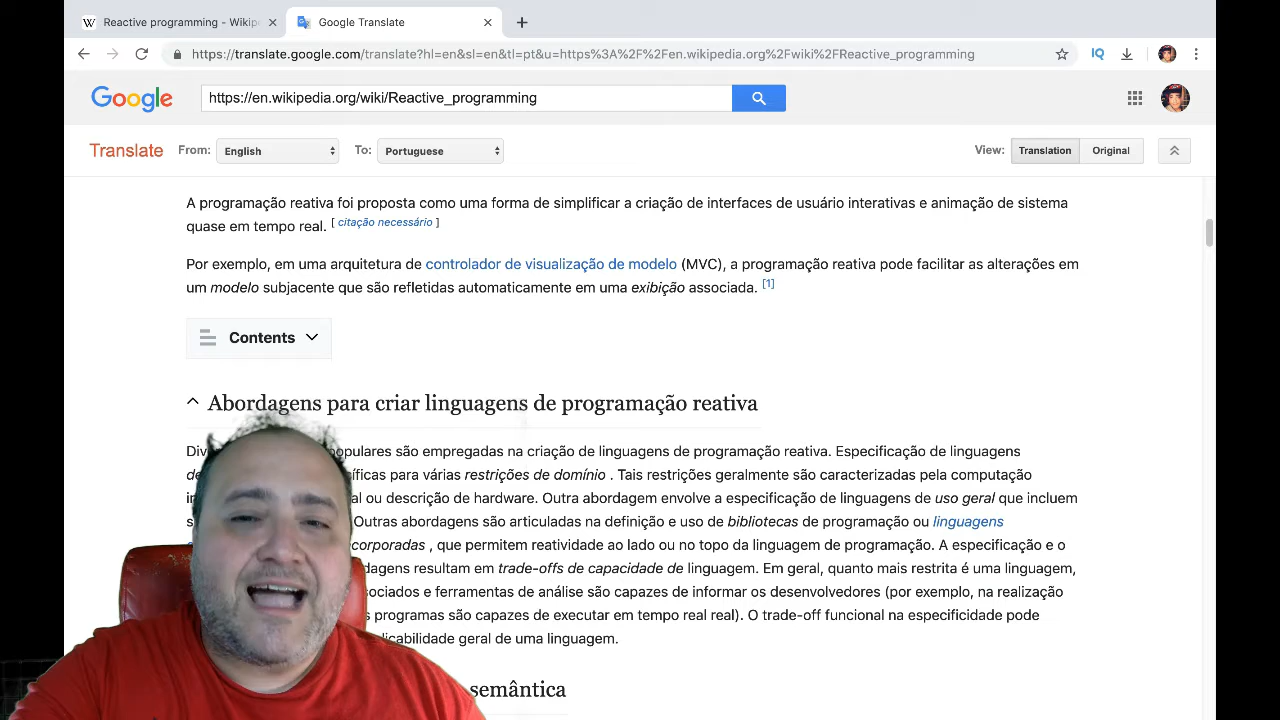 W Reactive programming - Wikip
Google Translate
https://translate.google.com/translate?hl=en&sl=en&tl=pt&u=https%3A%2F%2Fen.wikipedia.org%2Fwiki%2FReactive_programming
IQ
Google
https://en.wikipedia.org/wiki/Reactive_programming
Translate From: English To: Portuguese View: Translation Original
A programação reativa foi proposta como uma forma de simplificar a criação de interfaces de usuário interativas e animação de sistema
quase em tempo real. [ citação necessário ]
Por exemplo, em uma arquitetura de controlador de visualização de modelo (MVC), a programação reativa pode facilitar as alterações em
um modelo subjacente que são refletidas automaticamente em uma exibição associada. [1]
Contents
Abordagens para criar linguagens de programação reativa
populares são empregadas na criação de linguagens de programação reativa. Especificação de linguagens
para várias restrições de domínio . Tais restrições geralmente são caracterizadas pela computação
ou descrição de hardware. Outra abordagem envolve a especificação de linguagens de uso geral que incluem
Outras abordagens são articuladas na definição e uso de bibliotecas de programação ou linguagens
, que permitem reatividade ao lado ou no topo da linguagem de programação. A especificação e o
resultam em trade-offs de capacidade de linguagem. Em geral, quanto mais restrita é uma linguagem,
e ferramentas de análise são capazes de informar os desenvolvedores (por exemplo, na realização
programas são capazes de executar em tempo real real). O trade-off funcional na especificidade pode
geral de uma linguagem.
semântica